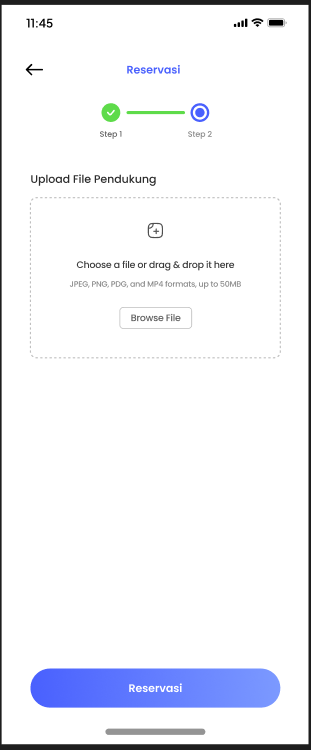 11:45
Reservasi
Step 1
Step 2
Upload File Pendukung
Choose a file or drag & drop it here
JPEG, PNG, PDG, and MP4 formats, up to 50MB
Browse File
Reservasi